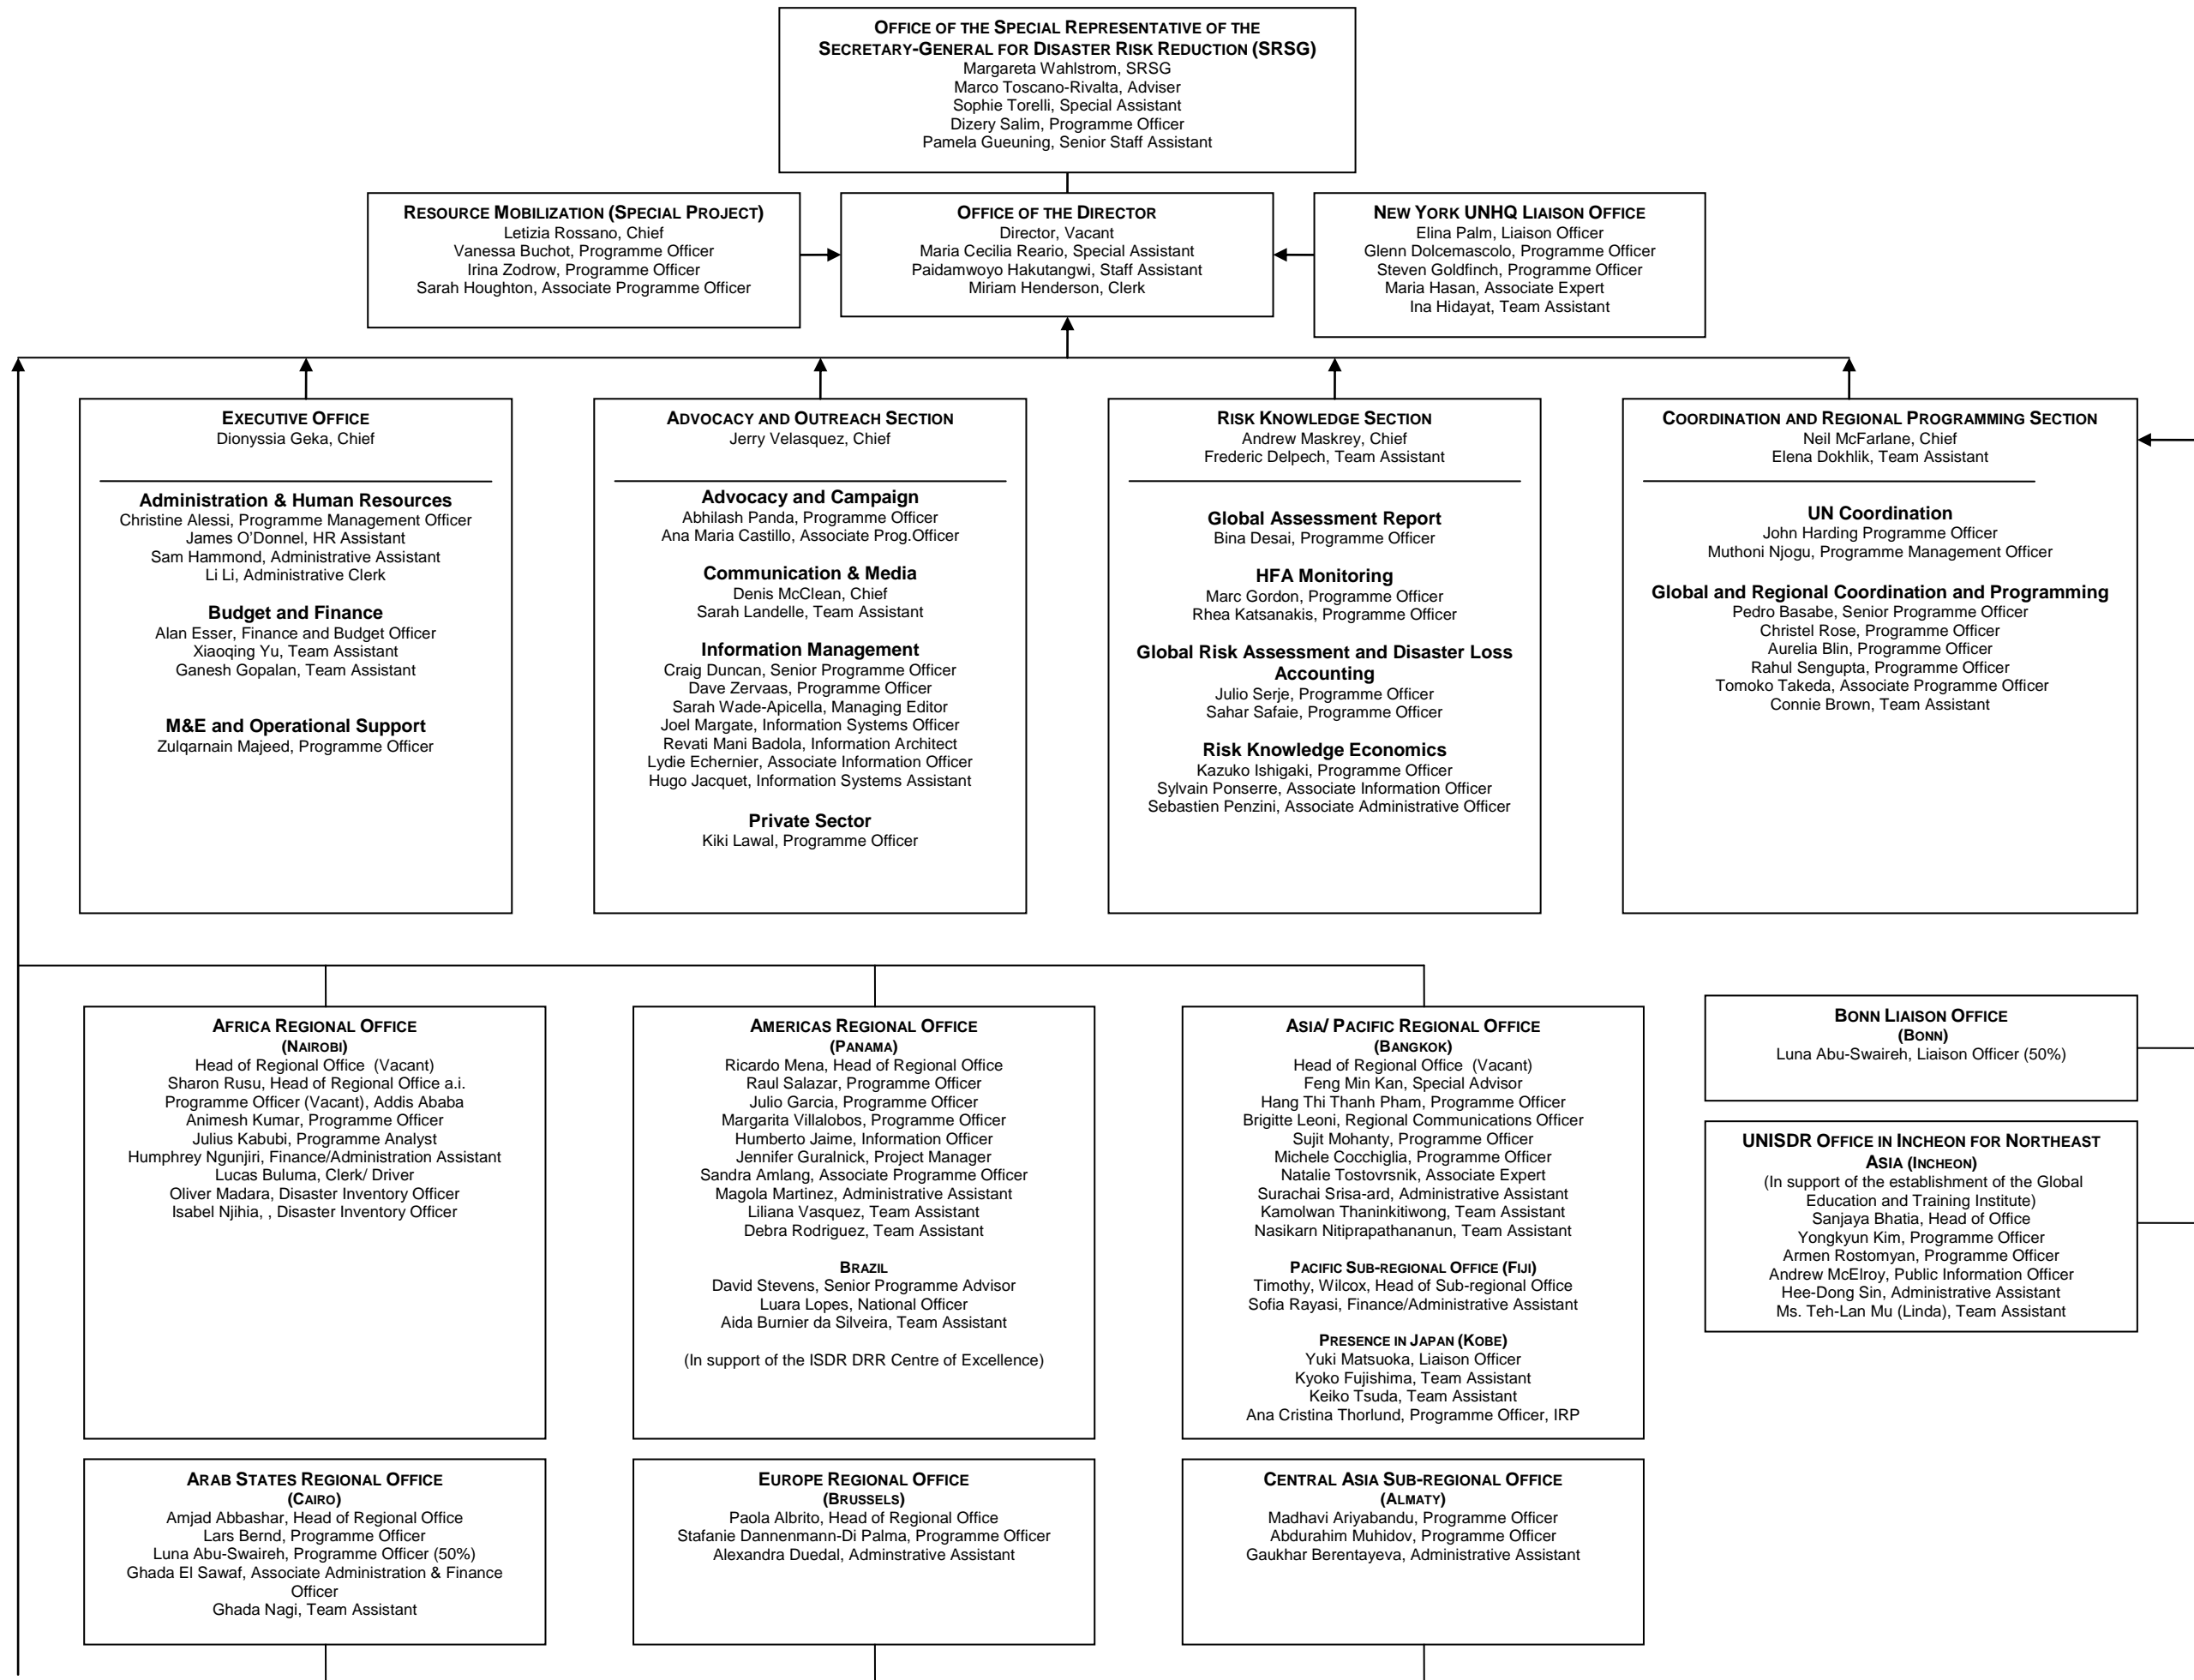 OFFICE OF THE SPECIAL REPRESENTATIVE OF THE
SECRETARY-GENERAL FOR DISASTER RISK REDUCTION (SRSG)
Margareta Wahlstrom, SRSG
Marco Toscano-Rivalta, Adviser
Sophie Torelli, Special Assistant
Dizery Salim, Programme Officer
Pamela Gueuning, Senior Staff Assistant
RESOURCE MOBILIZATION (SPECIAL PROJECT)
Letizia Rossano, Chief
Vanessa Buchot, Programme Officer
Irina Zodrow, Programme Officer
Sarah Houghton, Associate Programme Officer
OFFICE OF THE DIRECTOR
Director, Vacant
Maria Cecilia Reario, Special Assistant
Paidamwoyo Hakutangwi, Staff Assistant
Miriam Henderson, Clerk
NEW YORK UNHQ LIAISON OFFICE
Elina Palm, Liaison Officer
Glenn Dolcemascolo, Programme Officer
Steven Goldfinch, Programme Officer
Maria Hasan, Associate Expert
Ina Hidayat, Team Assistant
EXECUTIVE OFFICE
Dionyssia Geka, Chief
Administration & Human Resources
Christine Alessi, Programme Management Officer
James O'Donnel, HR Assistant
Sam Hammond, Administrative Assistant
Li Li, Administrative Clerk
Budget and Finance
Alan Esser, Finance and Budget Officer
Xiaoqing Yu, Team Assistant
Ganesh Gopalan, Team Assistant
M&E and Operational Support
Zulqarnain Majeed, Programme Officer
ADVOCACY AND OUTREACH SECTION
Jerry Velasquez, Chief
Advocacy and Campaign
Abhilash Panda, Programme Officer
Ana Maria Castillo, Associate Prog.Officer
Communication & Media
Denis McClean, Chief
Sarah Landelle, Team Assistant
Information Management
Craig Duncan, Senior Programme Officer
Dave Zervaas, Programme Officer
Sarah Wade-Apicella, Managing Editor
Joel Margate, Information Systems Officer
Revati Mani Badola, Information Architect
Lydie Echernier, Associate Information Officer
Hugo Jacquet, Information Systems Assistant
Private Sector
Kiki Lawal, Programme Officer
RISK KNOWLEDGE SECTION
Andrew Maskrey, Chief
Frederic Delpech, Team Assistant
Global Assessment Report
Bina Desai, Programme Officer
HFA Monitoring
Marc Gordon, Programme Officer
Rhea Katsanakis, Programme Officer
Global Risk Assessment and Disaster Loss
Accounting
Julio Serje, Programme Officer
Sahar Safaie, Programme Officer
Risk Knowledge Economics
Kazuko Ishigaki, Programme Officer
Sylvain Ponserre, Associate Information Officer
Sebastien Penzini, Associate Administrative Officer
COORDINATION AND REGIONAL PROGRAMMING SECTION
Neil McFarlane, Chief
Elena Dokhlik, Team Assistant
UN Coordination
John Harding Programme Officer
Muthoni Njogu, Programme Management Officer
Global and Regional Coordination and Programming
Pedro Basabe, Senior Programme Officer
Christel Rose, Programme Officer
Aurelia Blin, Programme Officer
Rahul Sengupta, Programme Officer
Tomoko Takeda, Associate Programme Officer
Connie Brown, Team Assistant
AFRICA REGIONAL OFFICE
(NAIROBI)
Head of Regional Office (Vacant)
Sharon Rusu, Head of Regional Office a.i.
Programme Officer (Vacant), Addis Ababa
Animesh Kumar, Programme Officer
Julius Kabubi, Programme Analyst
Humphrey Ngunjiri, Finance/Administration Assistant
Lucas Buluma, Clerk/ Driver
Oliver Madara, Disaster Inventory Officer
Isabel Njihia, , Disaster Inventory Officer
AMERICAS REGIONAL OFFICE
(PANAMA)
Ricardo Mena, Head of Regional Office
Raul Salazar, Programme Officer
Julio Garcia, Programme Officer
Margarita Villalobos, Programme Officer
Humberto Jaime, Information Officer
Jennifer Guralnick, Project Manager
Sandra Amlang, Associate Programme Officer
Magola Martinez, Administrative Assistant
Liliana Vasquez, Team Assistant
Debra Rodriguez, Team Assistant
BRAZIL
David Stevens, Senior Programme Advisor
Luara Lopes, National Officer
Aida Burnier da Silveira, Team Assistant
(In support of the ISDR DRR Centre of Excellence)
ASIA/ PACIFIC REGIONAL OFFICE
(BANGKOK)
Head of Regional Office (Vacant)
Feng Min Kan, Special Advisor
Hang Thi Thanh Pham, Programme Officer
Brigitte Leoni, Regional Communications Officer
Sujit Mohanty, Programme Officer
Michele Cocchiglia, Programme Officer
Natalie Tostovrsnik, Associate Expert
Surachai Srisa-ard, Administrative Assistant
Kamolwan Thaninkitiwong, Team Assistant
Nasikarn Nitiprapathananun, Team Assistant
PACIFIC SUB-REGIONAL OFFICE (FIJI)
Timothy, Wilcox, Head of Sub-regional Office
Sofia Rayasi, Finance/Administrative Assistant
PRESENCE IN JAPAN (KOBE)
Yuki Matsuoka, Liaison Officer
Kyoko Fujishima, Team Assistant
Keiko Tsuda, Team Assistant
Ana Cristina Thorlund, Programme Officer, IRP
BONN LIAISON OFFICE
(BONN)
Luna Abu-Swaireh, Liaison Officer (50%)
UNISDR OFFICE IN INCHEON FOR NORTHEAST
ASIA (INCHEON)
(In support of the establishment of the Global
Education and Training Institute)
Sanjaya Bhatia, Head of Office
Yongkyun Kim, Programme Officer
Armen Rostomyan, Programme Officer
Andrew McElroy, Public Information Officer
Hee-Dong Sin, Administrative Assistant
Ms. Teh-Lan Mu (Linda), Team Assistant
ARAB STATES REGIONAL OFFICE
(CAIRO)
Amjad Abbashar, Head of Regional Office
Lars Bernd, Programme Officer
Luna Abu-Swaireh, Programme Officer (50%)
Ghada El Sawaf, Associate Administration & Finance
Officer
Ghada Nagi, Team Assistant
EUROPE REGIONAL OFFICE
(BRUSSELS)
Paola Albrito, Head of Regional Office
Stafanie Dannenmann-Di Palma, Programme Officer
Alexandra Duedal, Adminstrative Assistant
CENTRAL ASIA SUB-REGIONAL OFFICE
(ALMATY)
Madhavi Ariyabandu, Programme Officer
Abdurahim Muhidov, Programme Officer
Gaukhar Berentayeva, Administrative Assistant